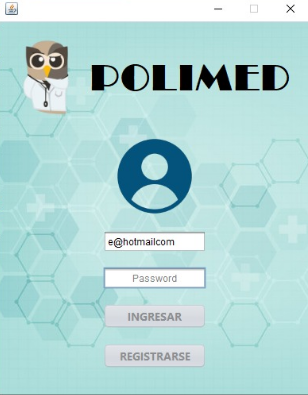 POLIMED
e@hotmailcom
Password
INGRESAR
REGISTRARSE